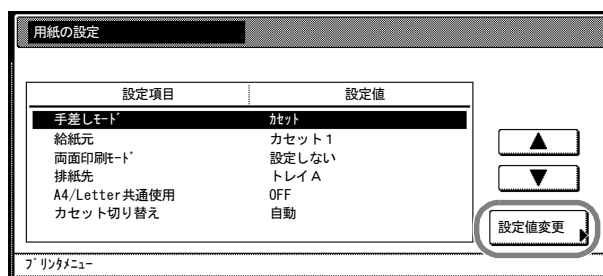 用紙の設定
設定項目 設定値
手差しﾓｰﾄﾞ ｶｾｯﾄ
給紙元 カセット1
両面印刷ﾓｰﾄﾞ 設定しない
排紙先 トレイA
A4/Letter共通使用 OFF
カセット切り替え 自動
▲
▼
設定値変更
ﾌﾟﾘﾝﾀﾒﾆｭｰ